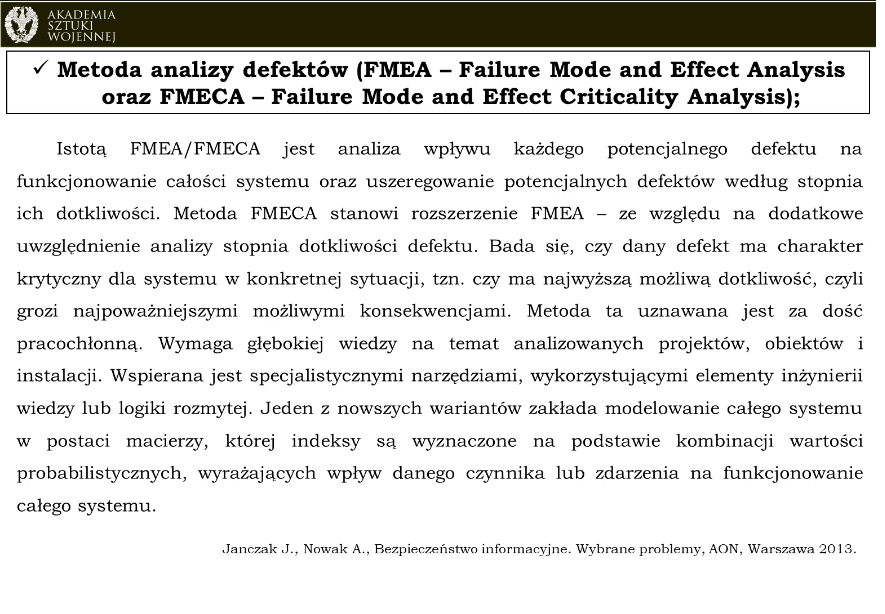 AKADEMIA
SZTUKI
WOJENNEJ
✓ Metoda analizy defektów (FMEA – Failure Mode and Effect Analysis
oraz FMECA – Failure Mode and Effect Criticality Analysis);
Istotą FMEA/FMECA jest analiza wpływu każdego potencjalnego defektu na
funkcjonowanie całości systemu oraz uszeregowanie potencjalnych defektów według stopnia
ich dotkliwości. Metoda FMECA stanowi rozszerzenie FMEA – ze względu na dodatkowe
uwzględnienie analizy stopnia dotkliwości defektu. Bada się, czy dany defekt ma charakter
krytyczny dla systemu w konkretnej sytuacji, tzn. czy ma najwyższą możliwą dotkliwość, czyli
grozi najpoważniejszymi możliwymi konsekwencjami. Metoda ta uznawana jest za dość
pracochłonną. Wymaga głębokiej wiedzy na temat analizowanych projektów, obiektów i
instalacji. Wspierana jest specjalistycznymi narzędziami, wykorzystującymi elementy inżynierii
wiedzy lub logiki rozmytej. Jeden z nowszych wariantów zakłada modelowanie całego systemu
w postaci macierzy, której indeksy są wyznaczone na podstawie kombinacji wartości
probabilistycznych, wyrażających wpływ danego czynnika lub zdarzenia na funkcjonowanie
całego systemu.
Janczak J., Nowak A., Bezpieczeństwo informacyjne. Wybrane problemy, AON, Warszawa 2013.